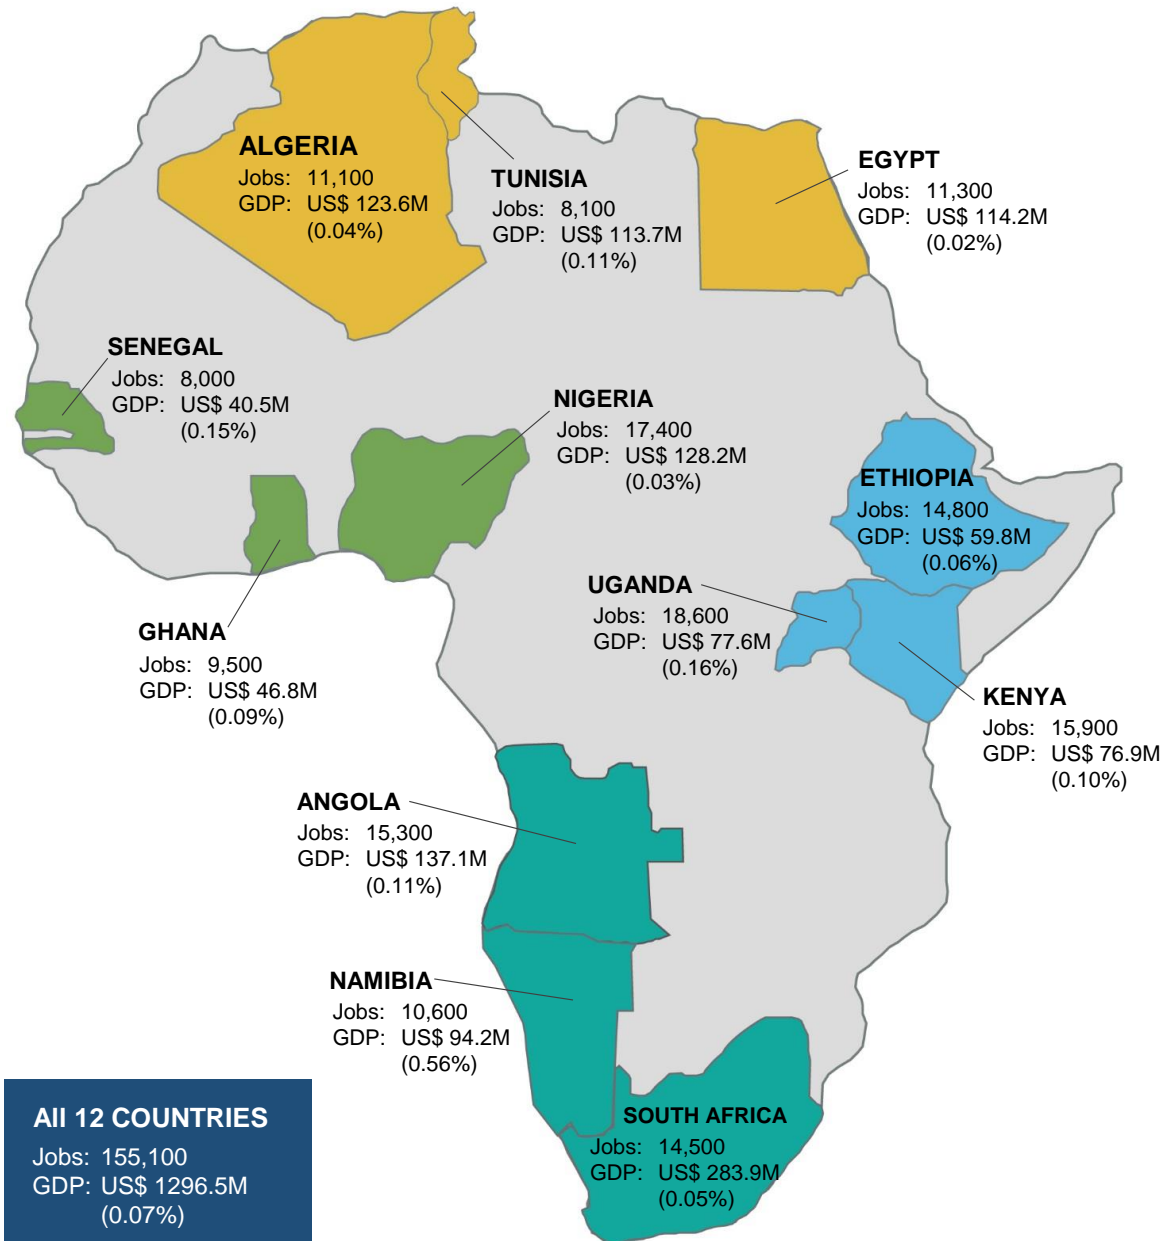 ALGERIA
Jobs: 11,100
GDP: US$ 123.6M
(0.04%)
TUNISIA
Jobs: 8,100
GDP: US$ 113.7M
(0.11%)
EGYPT
Jobs: 11,300
GDP: US$ 114.2M
(0.02%)
SENEGAL
Jobs: 8,000
GDP: US$ 40.5M
(0.15%)
NIGERIA
Jobs: 17,400
GDP: US$ 128.2M
(0.03%)
ETHIOPIA
Jobs: 14,800
GDP: US$ 59.8M
(0.06%)
UGANDA
Jobs: 18,600
GDP: US$ 77.6M
(0.16%)
GHANA
Jobs: 9,500
GDP: US$ 46.8M
(0.09%)
KENYA
Jobs: 15,900
GDP: US$ 76.9M
(0.10%)
ANGOLA
Jobs: 15,300
GDP: US$ 137.1M
(0.11%)
NAMIBIA
Jobs: 10,600
GDP: US$ 94.2M
(0.56%)
SOUTH AFRICA
Jobs: 14,500
GDP: US$ 283.9M
(0.05%)
All 12 COUNTRIES
Jobs: 155,100
GDP: US$ 1296.5M
(0.07%)